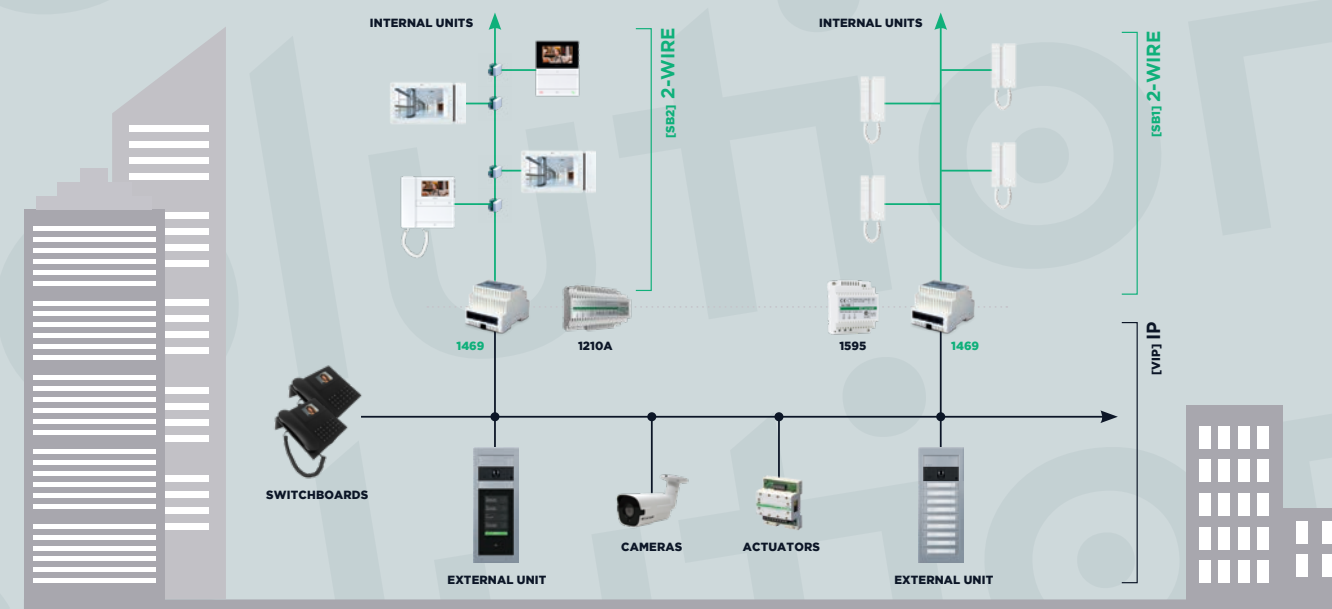 INTERNAL UNITS
INTERNAL UNITS
[SB2] 2-WIRE
[SB1] 2-WIRE
1469
1210A
1595
1469
[VIP] IP
SWITCHBOARDS
CAMERAS
ACTUATORS
EXTERNAL UNIT
EXTERNAL UNIT